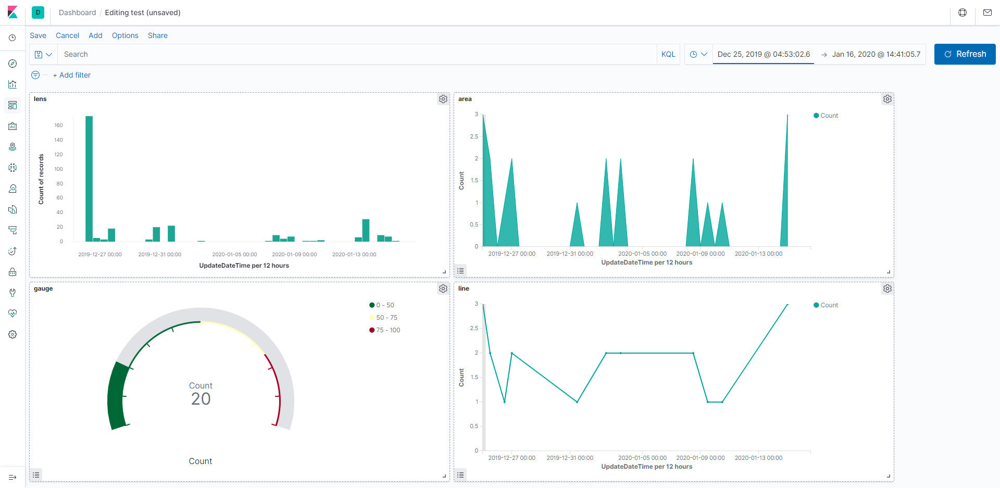 D Dashboard / Editing test (unsaved)
Save Cancel Add Options Share
Search KQL Dec 25, 2019 @ 04:53:02.6 → Jan 16, 2020 @ 14:41:05.7 Refresh
+ Add filter
lens
Count of records
160
140
120
100
80
60
40
20
0
2019-12-27 00:00 2019-12-31 00:00 2020-01-05 00:00 2020-01-09 00:00 2020-01-13 00:00
UpdateDateTime per 12 hours
area
Count
3
2.5
2
1.5
1
0.5
0
2019-12-27 00:00 2019-12-31 00:00 2020-01-05 00:00 2020-01-09 00:00 2020-01-13 00:00
UpdateDateTime per 12 hours
Count
gauge
0 - 50
50 - 75
75 - 100
Count
20
Count
line
Count
3
2.5
2
1.5
1
0.5
0
2019-12-27 00:00 2019-12-31 00:00 2020-01-05 00:00 2020-01-09 00:00 2020-01-13 00:00
UpdateDateTime per 12 hours
Count